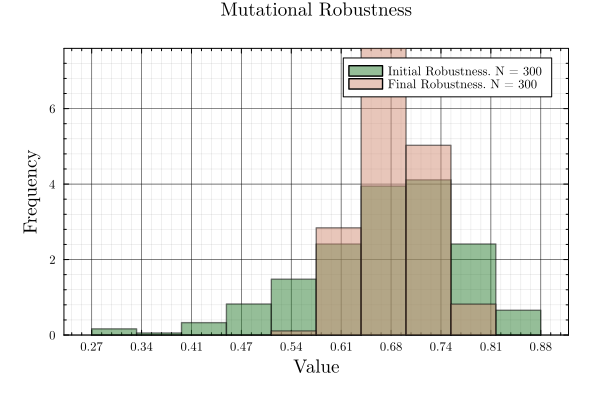 Mutational Robustness
Initial Robustness. N = 300
Final Robustness. N = 300
Frequency
6
4
2
0
0.27 0.34 0.41 0.47 0.54 0.61 0.68 0.74 0.81 0.88
Value